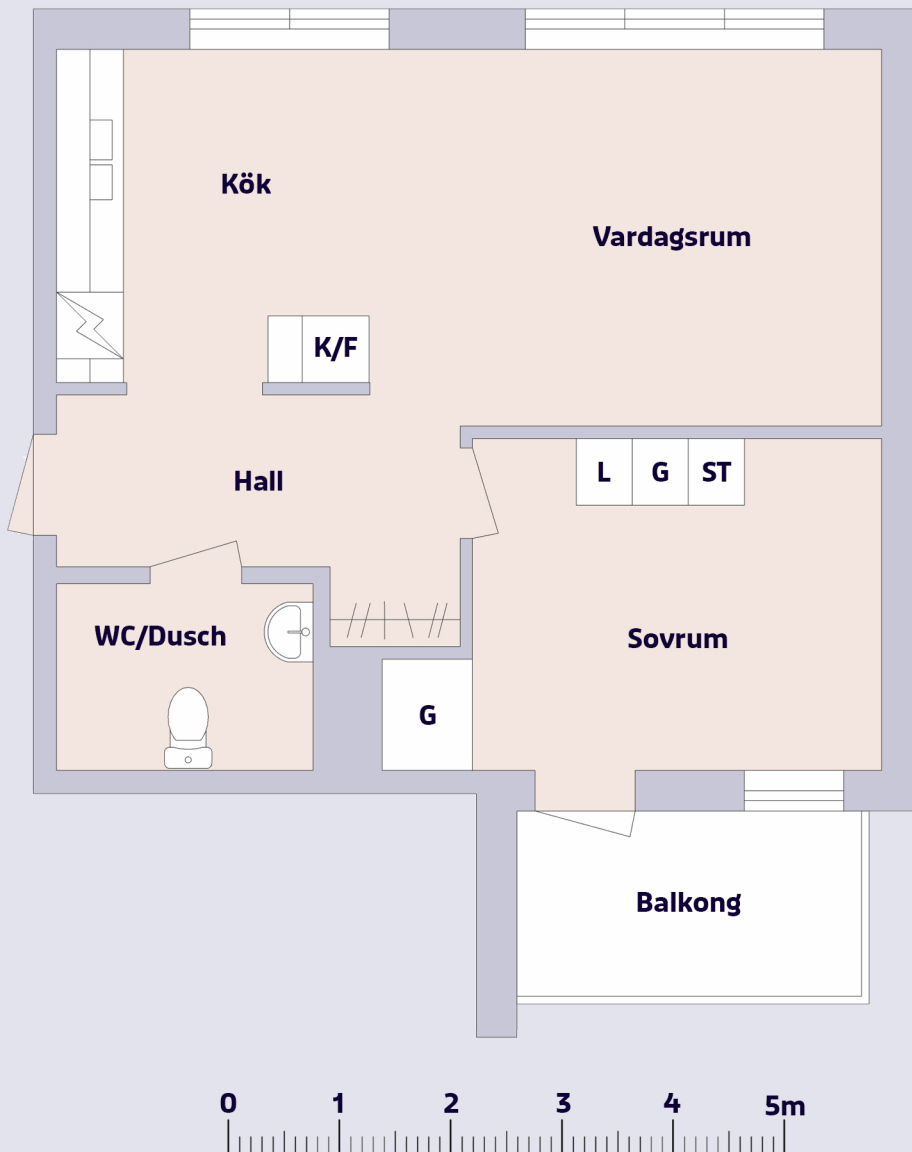 Kök
Vardagsrum
K/F
Hall
L G ST
WC/Dusch
Sovrum
G
Balkong
0 1 2 3 4 5m